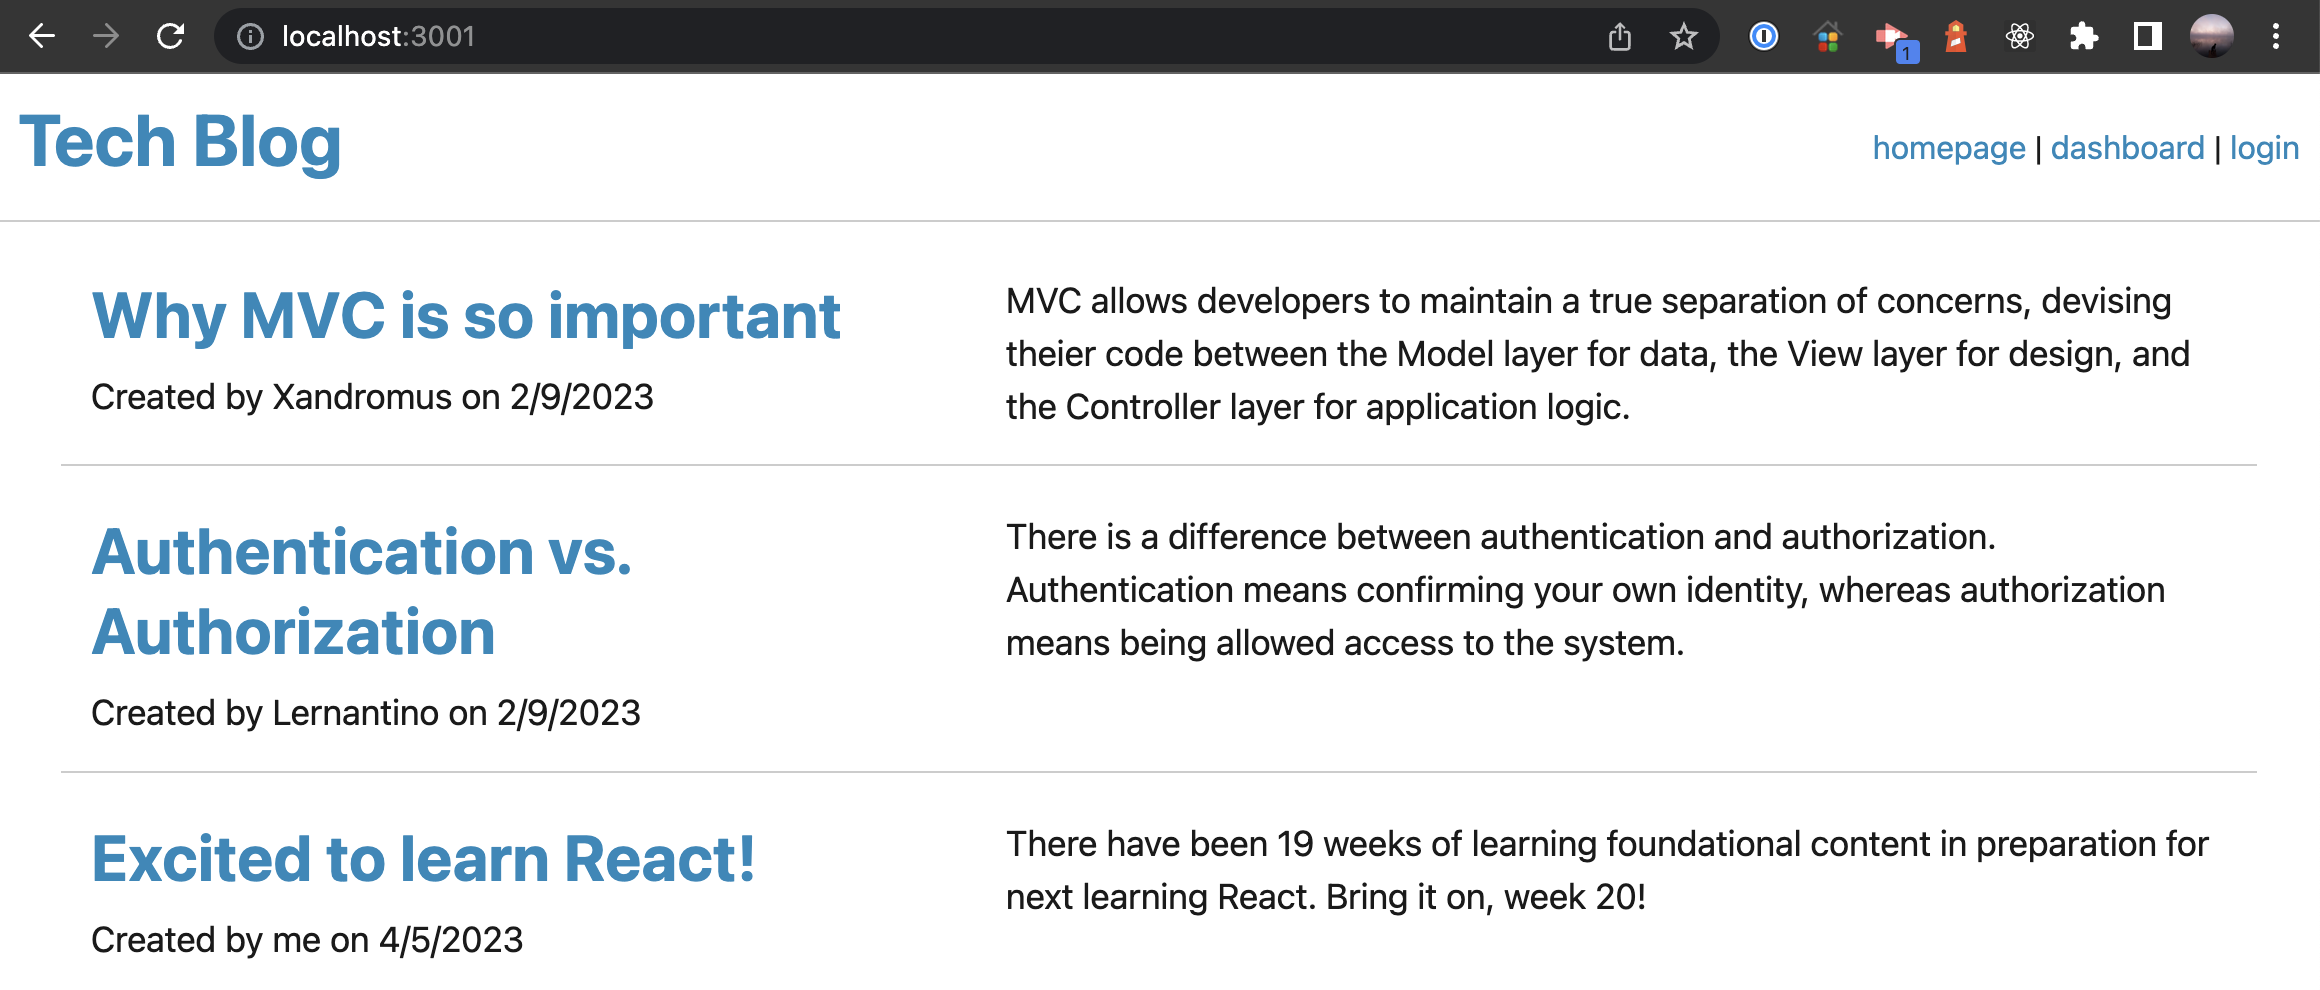 localhost:3001
1
Tech Blog
homepage | dashboard | login
Why MVC is so important
Created by Xandromus on 2/9/2023
MVC allows developers to maintain a true separation of concerns, devising
theier code between the Model layer for data, the View layer for design, and
the Controller layer for application logic.
Authentication vs.
Authorization
Created by Lernantino on 2/9/2023
There is a difference between authentication and authorization.
Authentication means confirming your own identity, whereas authorization
means being allowed access to the system.
Excited to learn React!
Created by me on 4/5/2023
There have been 19 weeks of learning foundational content in preparation for
next learning React. Bring it on, week 20!